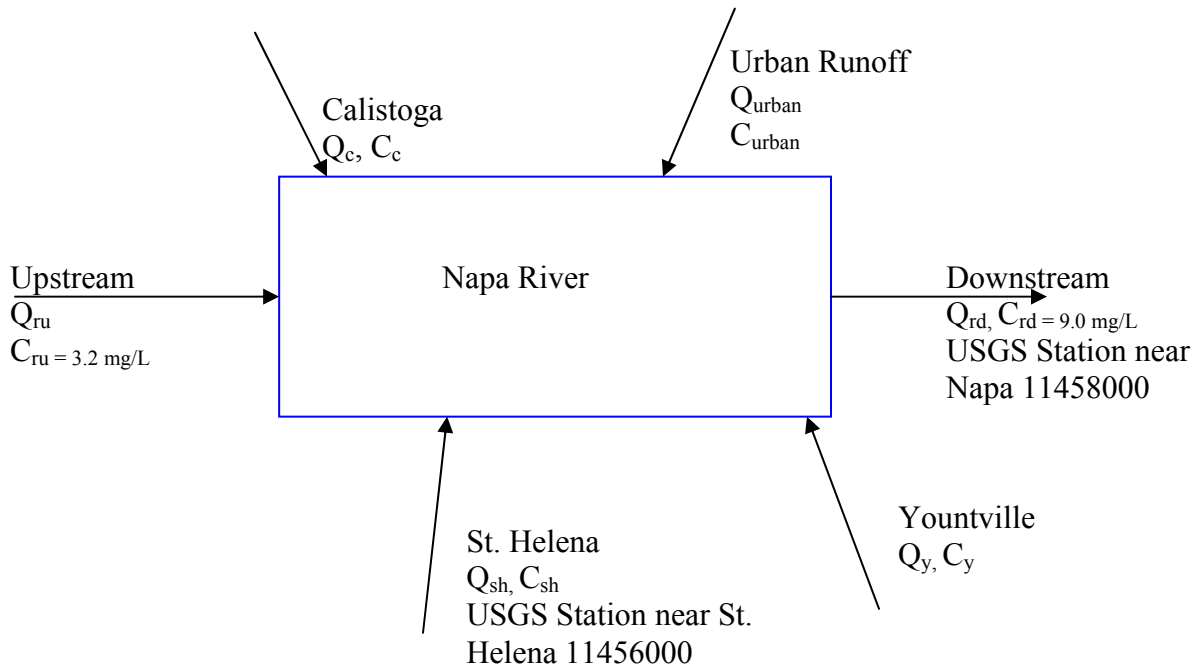 Calistoga
Qc, Cc
Urban Runoff
Qurban
Curban
Upstream
Qru
Cru = 3.2 mg/L
Napa River
Downstream
Qrd, Crd = 9.0 mg/L
USGS Station near
Napa 11458000
St. Helena
Qsh, Csh
USGS Station near St.
Helena 11456000
Yountville
Qy, Cy